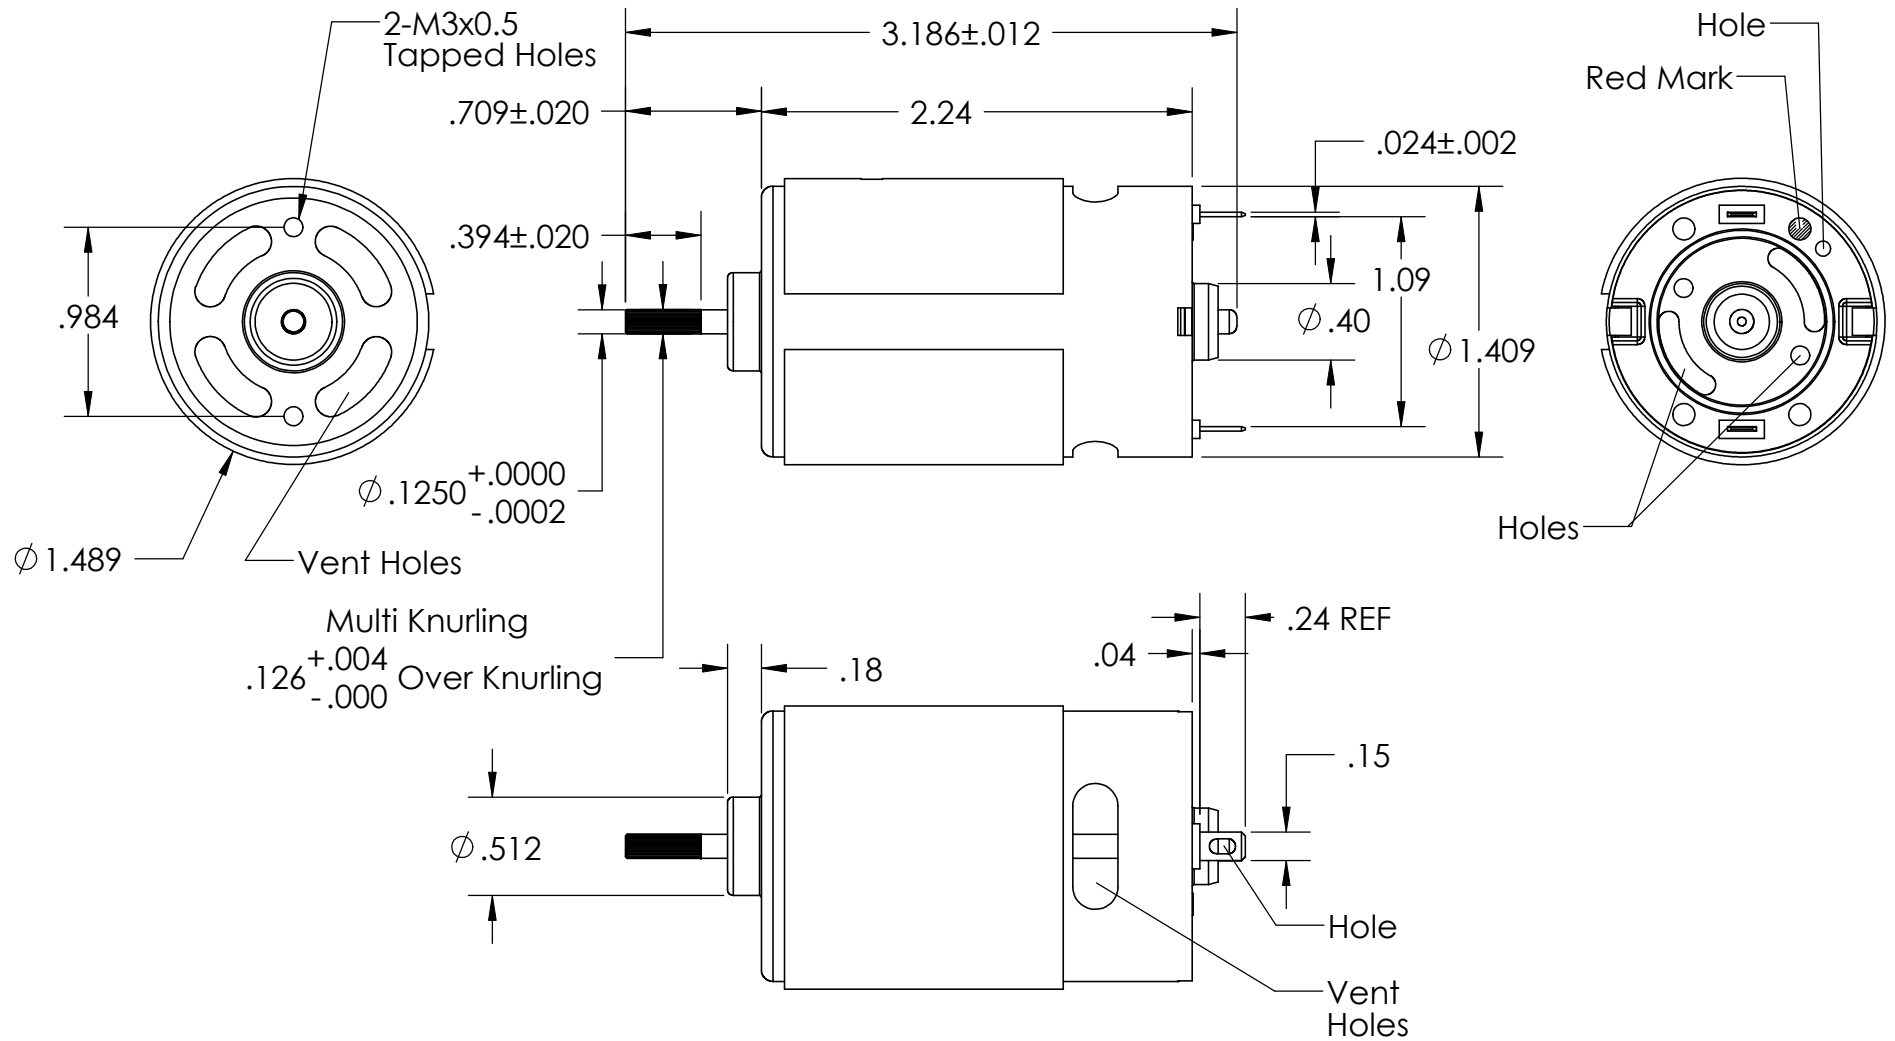 2-M3x0.5
Tapped Holes
3.186±.012
Hole
Red Mark
.709±.020
2.24
.024±.002
.394±.020
.984
1.09
Ø.40
Ø1.409
Ø.1250 +.0000
-.0002
Ø1.489
Vent Holes
Holes
Multi Knurling
.126 +.004
-.000 Over Knurling
.18
.04
.24 REF
.15
Ø.512
Hole
Vent
Holes